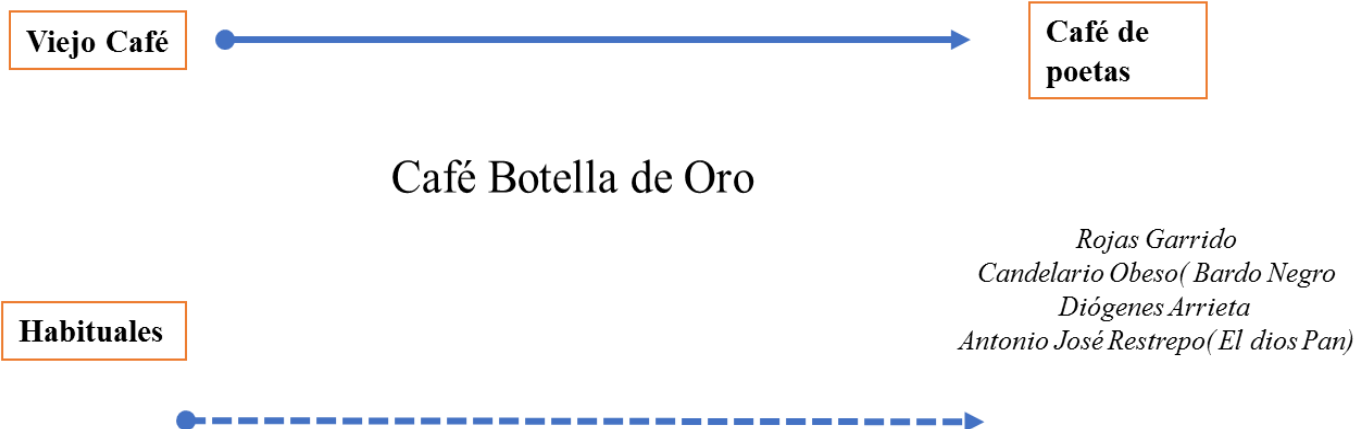 Viejo Café
Café de
poetas
Café Botella de Oro
Rojas Garrido
Candelario Obeso( Bardo Negro
Diógenes Arrieta
Antonio José Restrepo( El dios Pan)
Habituales